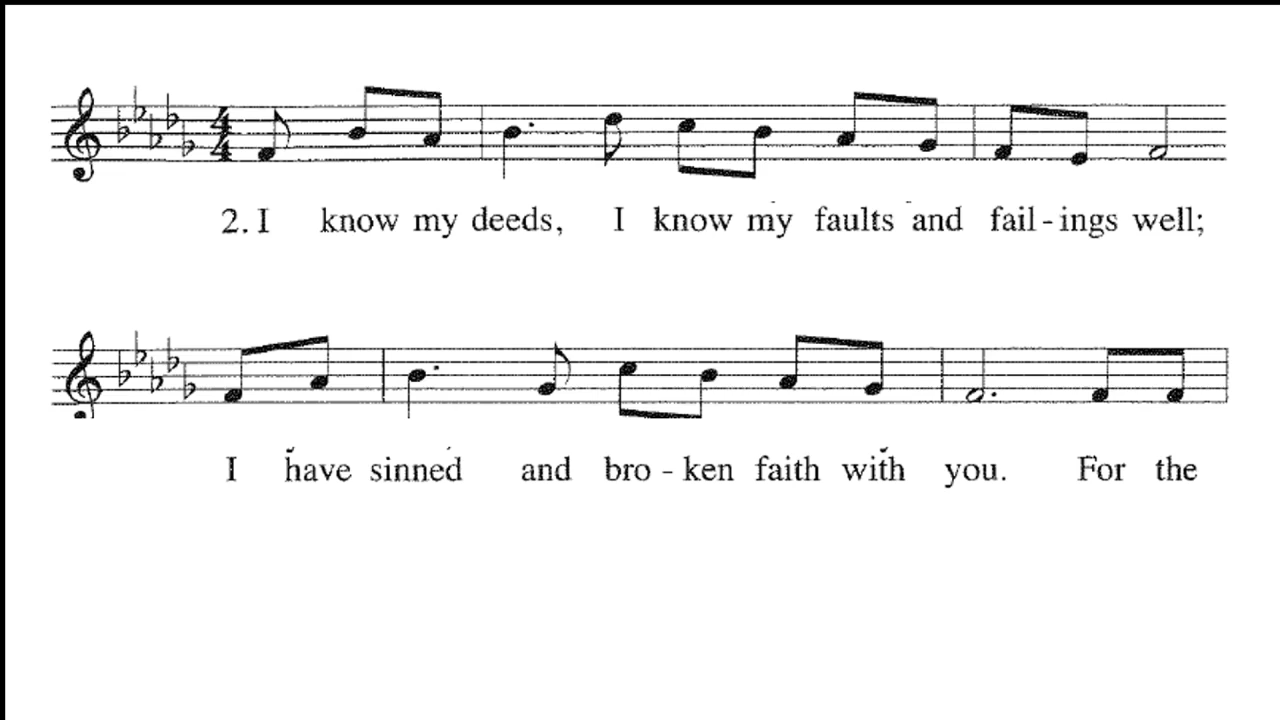 2. I know my deeds, I know my faults and fail - ings well;
I have sinned and bro - ken faith with you. For the